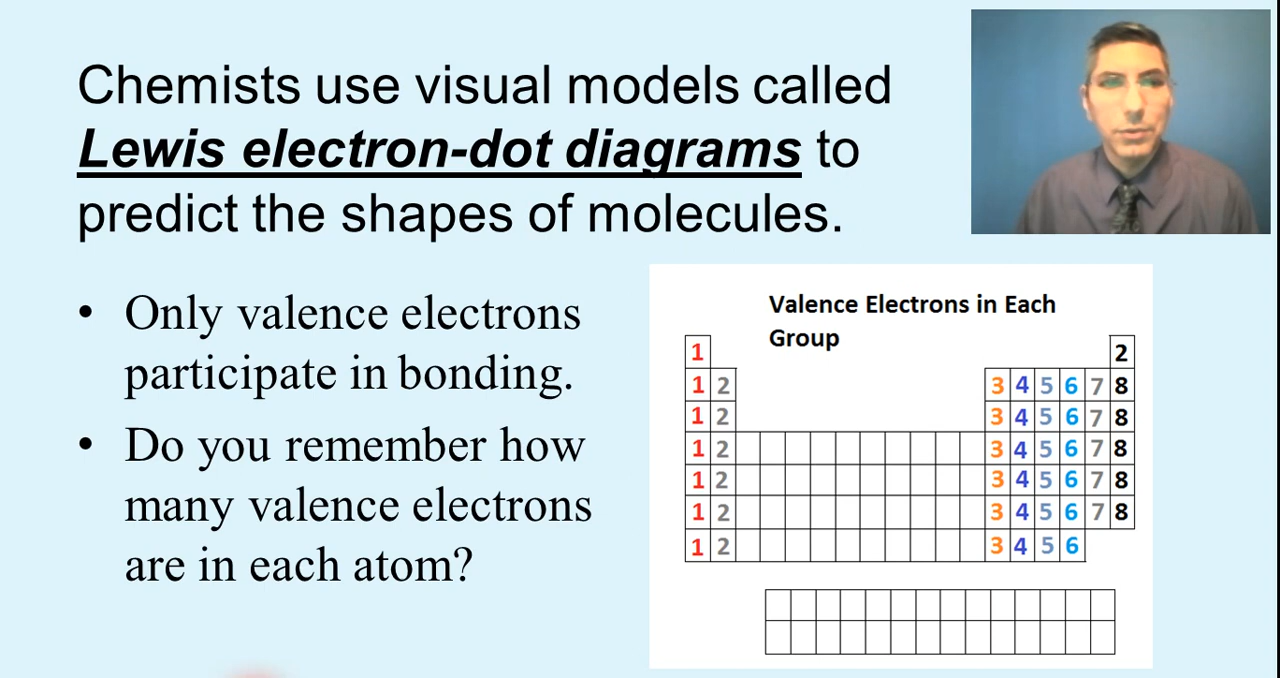 Chemists use visual models called
Lewis electron-dot diagrams to
predict the shapes of molecules.
• Only valence electrons
participate in bonding.
• Do you remember how
many valence electrons
are in each atom?
Valence Electrons in Each
Group
1 2
1 2 3 4 5 6 7 8
1 2 3 4 5 6 7 8
1 2 3 4 5 6 7 8
1 2 3 4 5 6 7 8
1 2 3 4 5 6 7 8
1 2 3 4 5 6